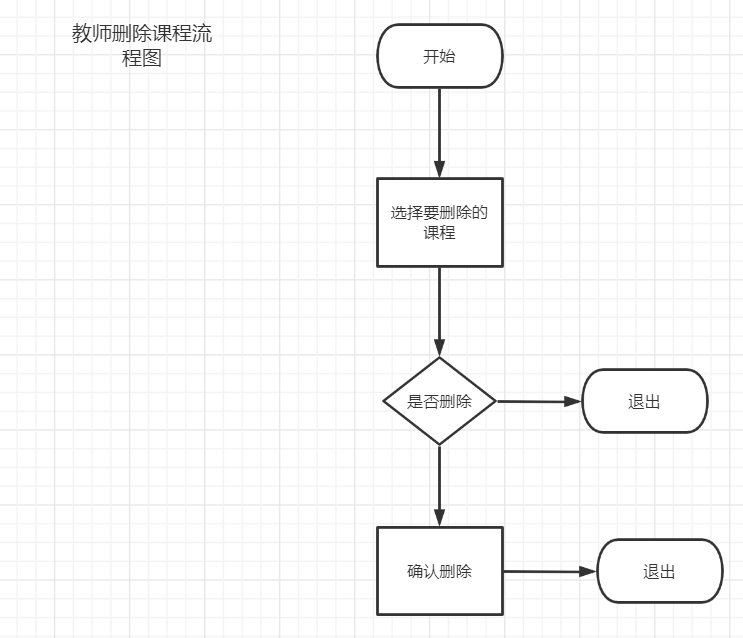 教师删除课程流
程图
开始
选择要删除的
课程
是否删除
退出
确认删除
退出